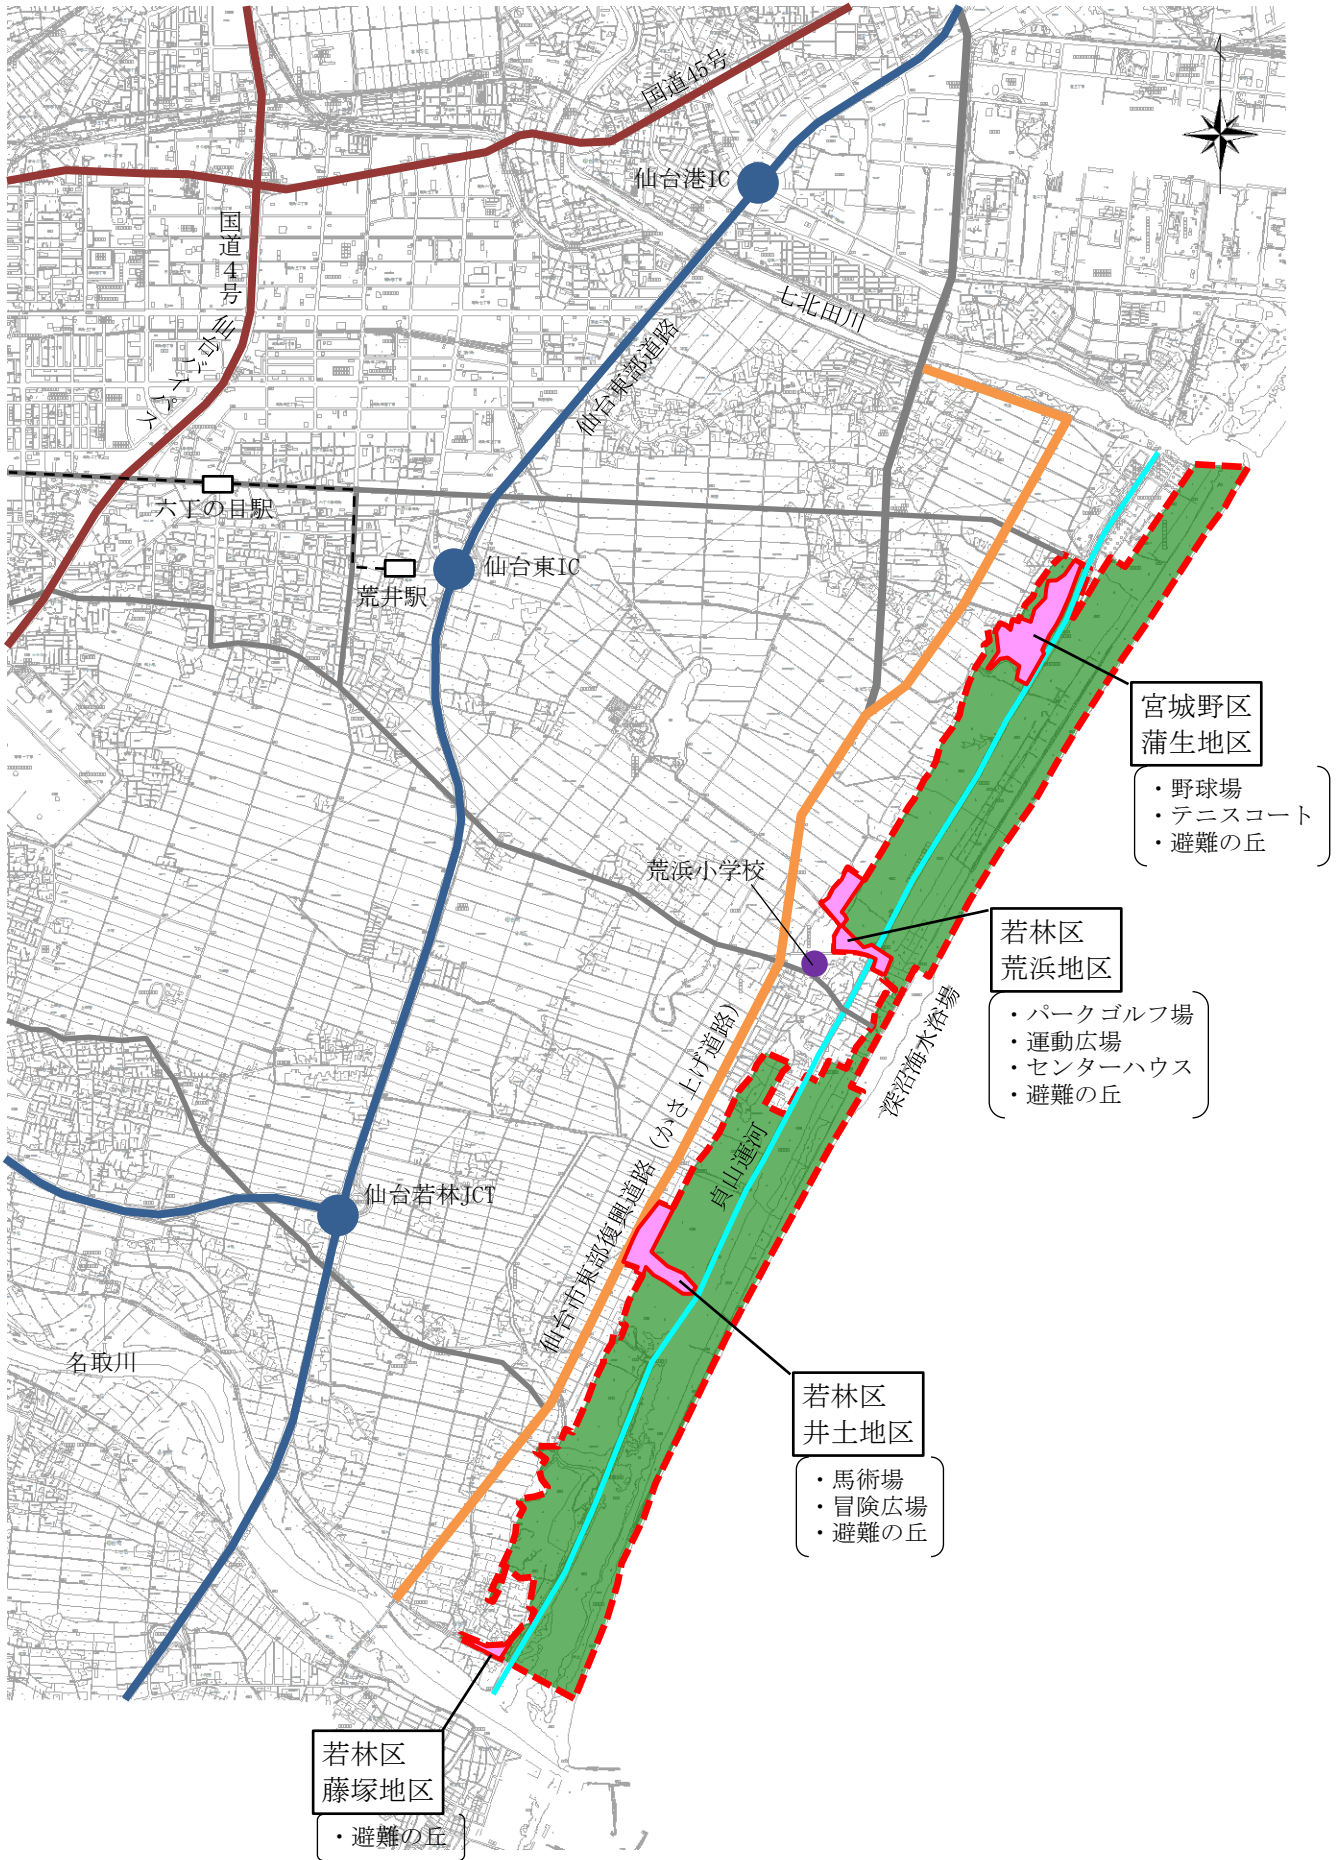 国道45号
仙台港IC
国道4号
仙台バイパス
七北田川
仙台東部道路
六丁の目駅
仙台東IC
荒井駅
宮城野区
蒲生地区
・野球場
・テニスコート
・避難の丘
荒浜小学校
若林区
荒浜地区
・パークゴルフ場
・運動広場
・センターハウス
・避難の丘
深沼海水浴場
仙台市東部復興道路（かさ上げ道路）
貞山運河
仙台若林JCT
名取川
若林区
井土地区
・馬術場
・冒険広場
・避難の丘
若林区
藤塚地区
・避難の丘